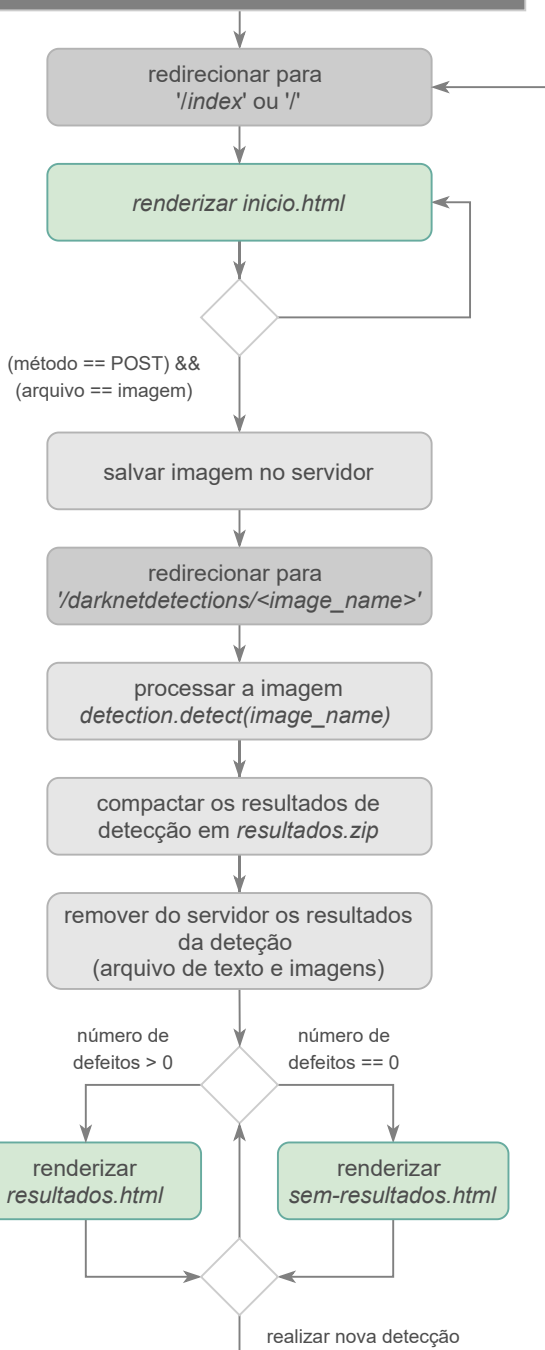 redirecionar para
'/index' ou '/'
renderizar inicio.html
(método == POST) &&
(arquivo == imagem)
salvar imagem no servidor
redirecionar para
'/darknetdetections/<image_name>'
processar a imagem
detection.detect(image_name)
compactar os resultados de
detecção em resultados.zip
remover do servidor os resultados
da deteção
(arquivo de texto e imagens)
número de
defeitos > 0
número de
defeitos == 0
renderizar
resultados.html
renderizar
sem-resultados.html
realizar nova detecção